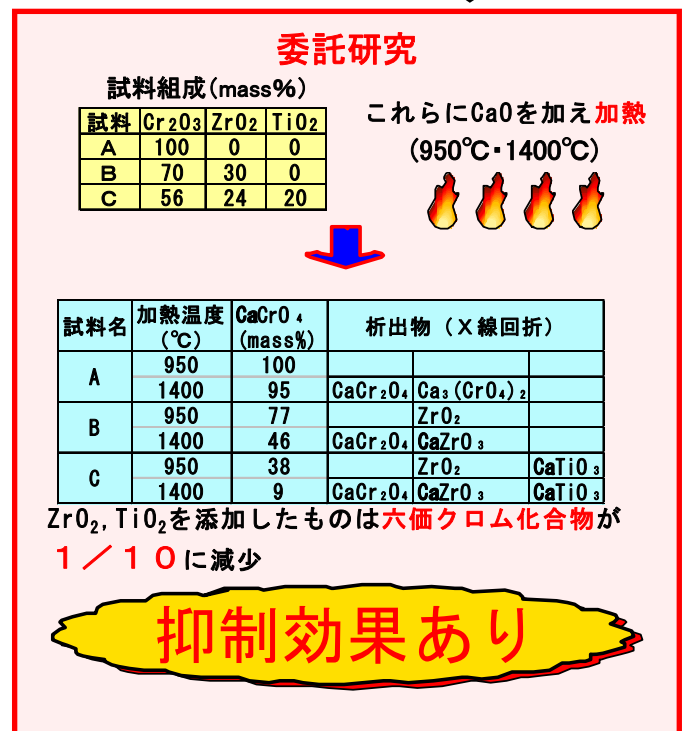 委託研究
試料組成(mass%)
試料 Cr₂O₃ ZrO₂ TiO₂
A 100 0 0
B 70 30 0
C 56 24 20
これらにCaOを加え加熱
(950℃・1400℃)
試料名 加熱温度(℃) CaCrO₄(mass%) 析出物(X線回折)
A 950 100
1400 95 CaCr₂O₄ Ca₃(CrO₄)₂
B 950 77 ZrO₂
1400 46 CaCr₂O₄ CaZrO₃
C 950 38 ZrO₂ CaTiO₃
1400 9 CaCr₂O₄ CaZrO₃ CaTiO₃
ZrO₂,TiO₂を添加したものは六価クロム化合物が
1/10に減少
抑制効果あり